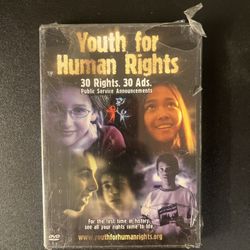 Youth for
Human Rights
30 Rights. 30 Ads.
Public Service Announcements
For the first time in history,
see all your rights come to life.
www.youthforhumanrights.org
DVD